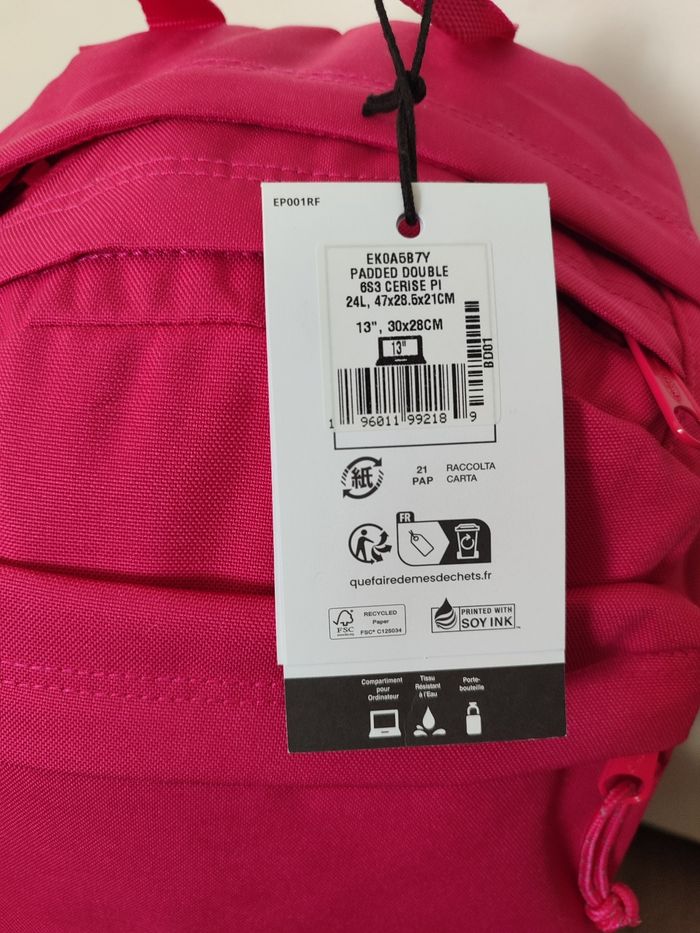 EP001RF
EK0A5B7Y
PADDED DOUBLE
6S3 CERISE PI
24L, 47x28.5x21CM
13", 30x28CM
13"
BD01
1 96011 99218 9
紙
21
PAP
RACCOLTA
CARTA
FR
quefairedemesdechets.fr
FSC
RECYCLED
Paper
FSC® C125034
PRINTED WITH
SOY INK
Compartiment
pour
Ordinateur
Tissu
Résistant
à l'Eau
Porte-
bouteille